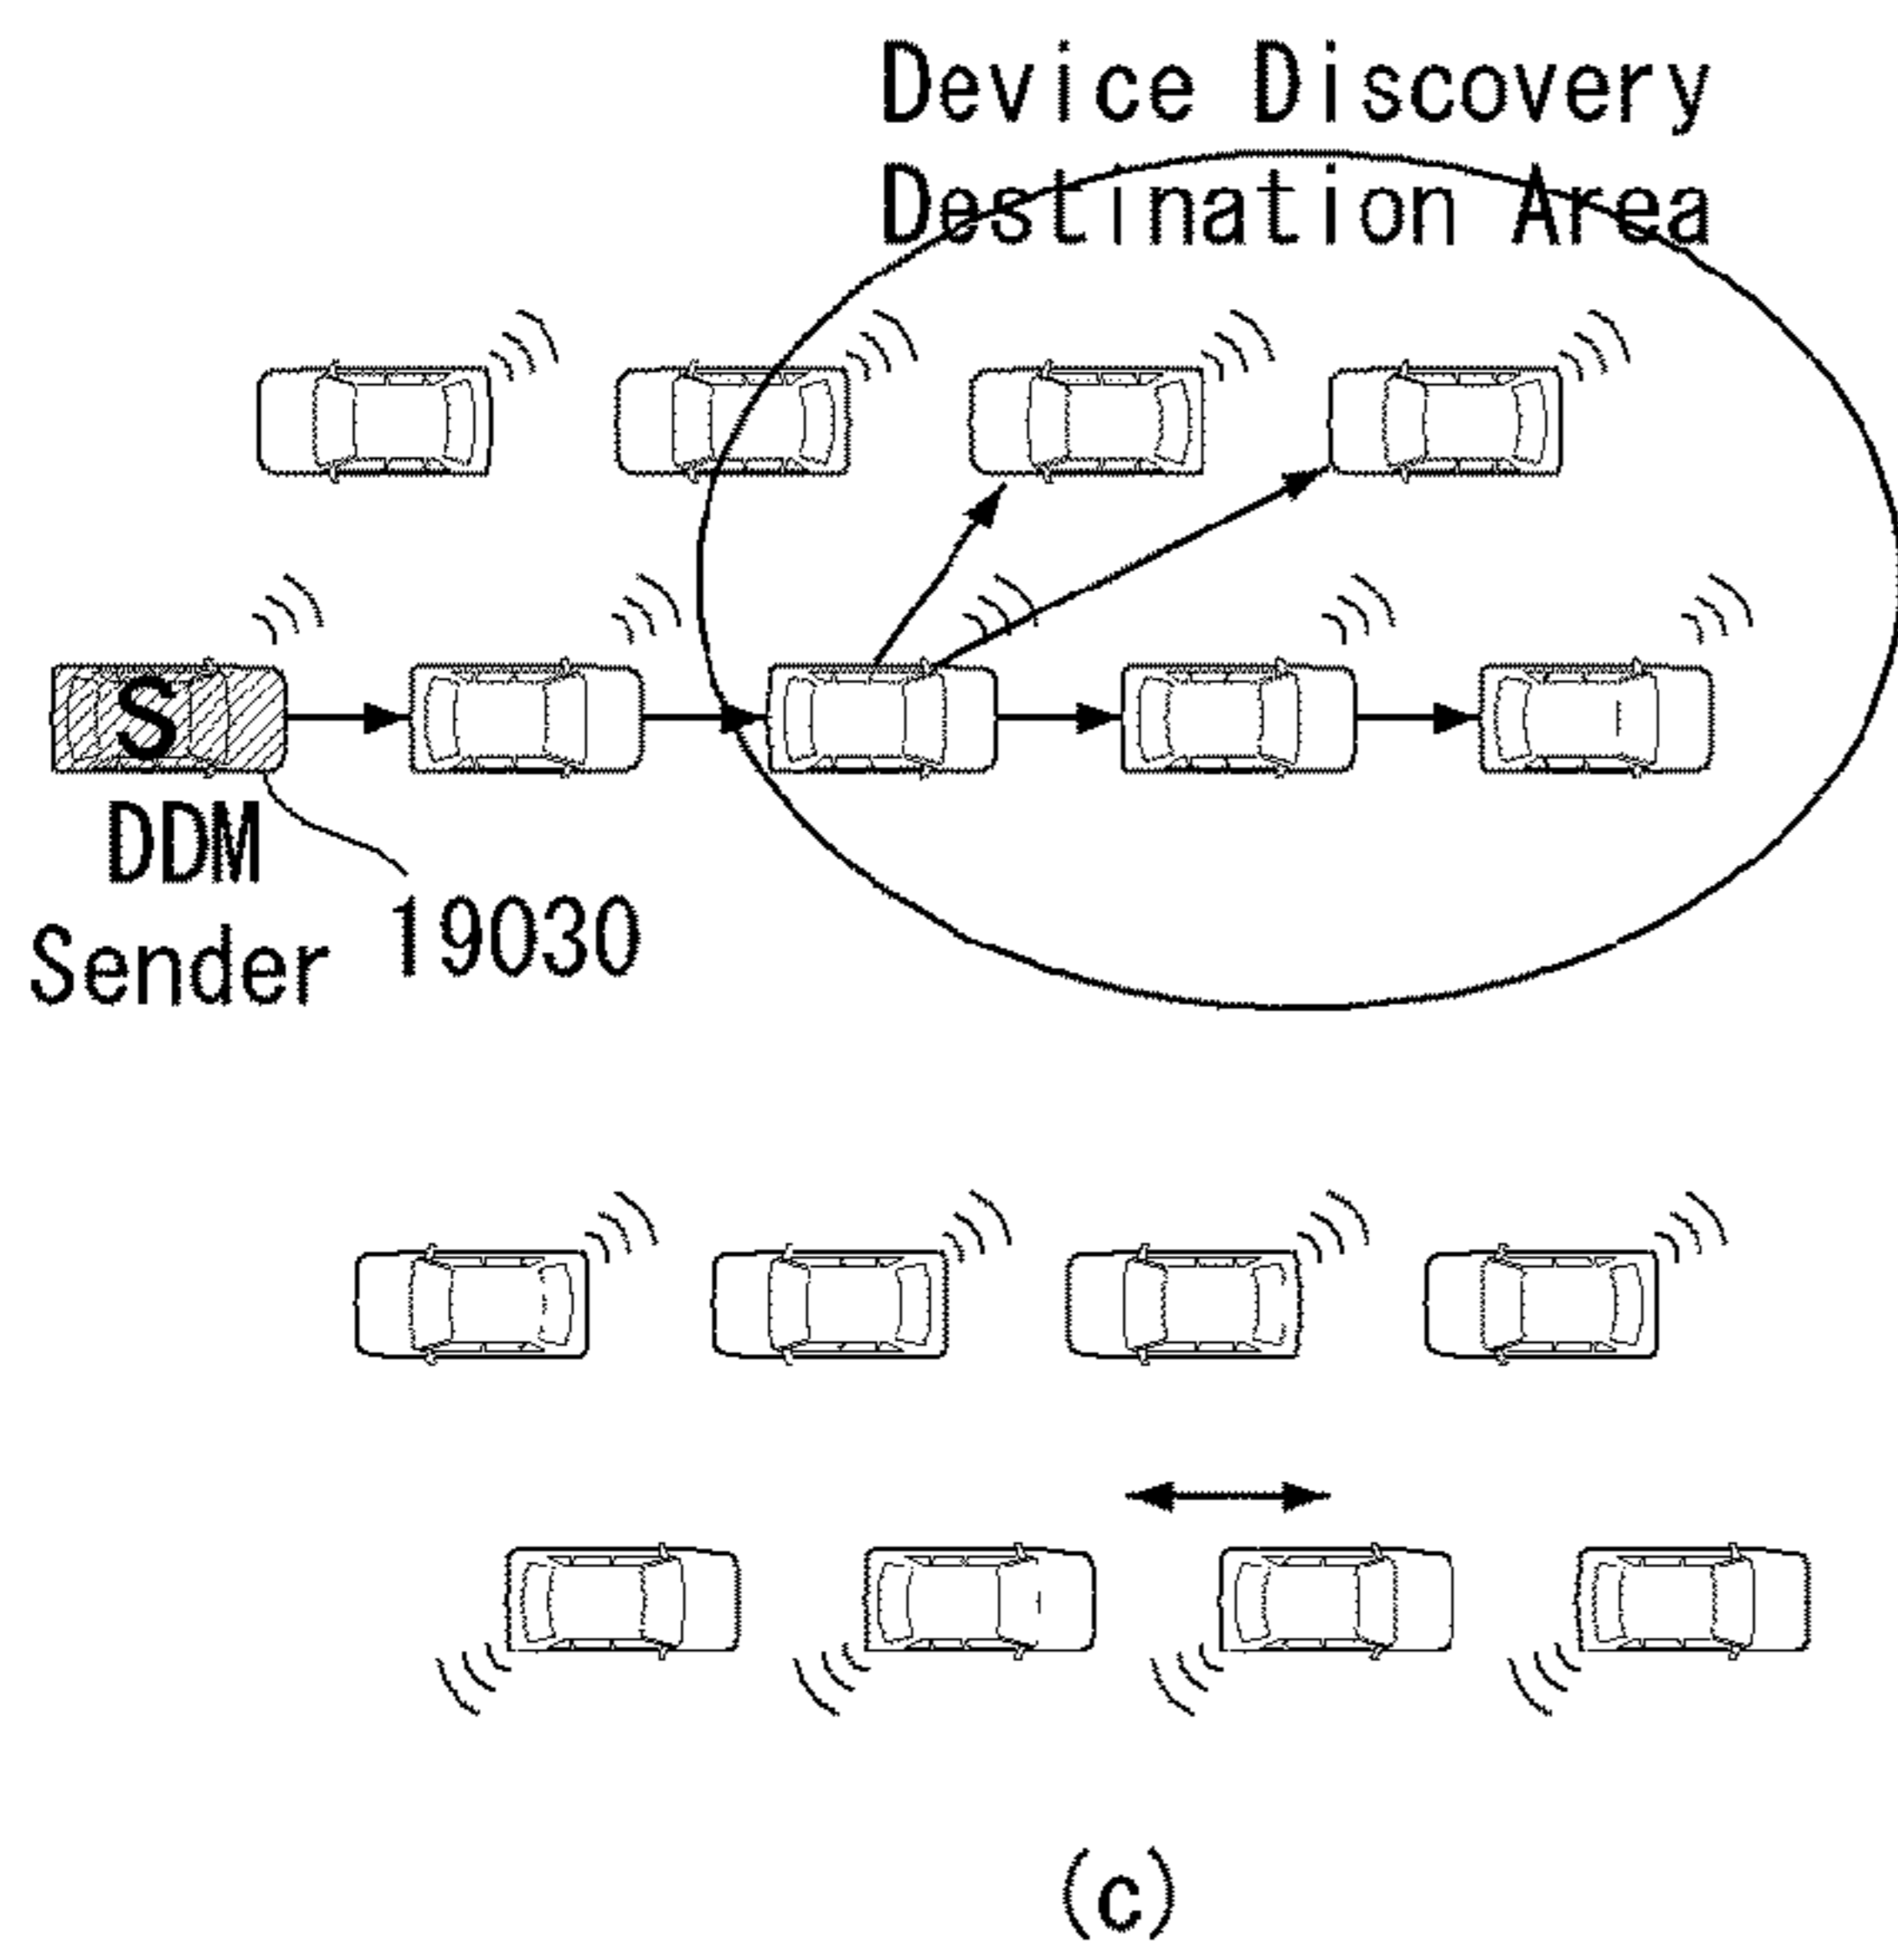 Device Discovery
Destination Area
S
DDM
Sender
19030
(c)